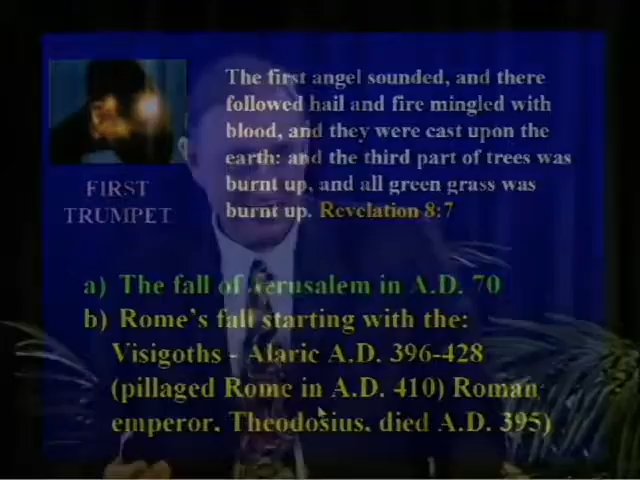 The first angel sounded, and there
followed hail and fire mingled with
blood, and they were cast upon the
earth: and the third part of trees was
burnt up, and all green grass was
burnt up. Revelation 8:7
FIRST
TRUMPET
a) The fall of Jerusalem in A.D. 70
b) Rome's fall starting with the:
Visigoths - Alaric A.D. 396-428
(pillaged Rome in A.D. 410) Roman
emperor, Theodosius, died A.D. 395)